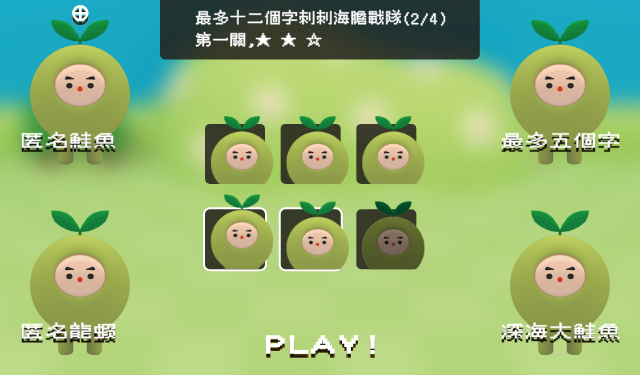 最多十二個字刺刺海膽戰隊(2/4)
第一關,★ ★ ☆
匿名鮭魚
最多五個字
匿名龍蝦
深海大鮭魚
PLAY!